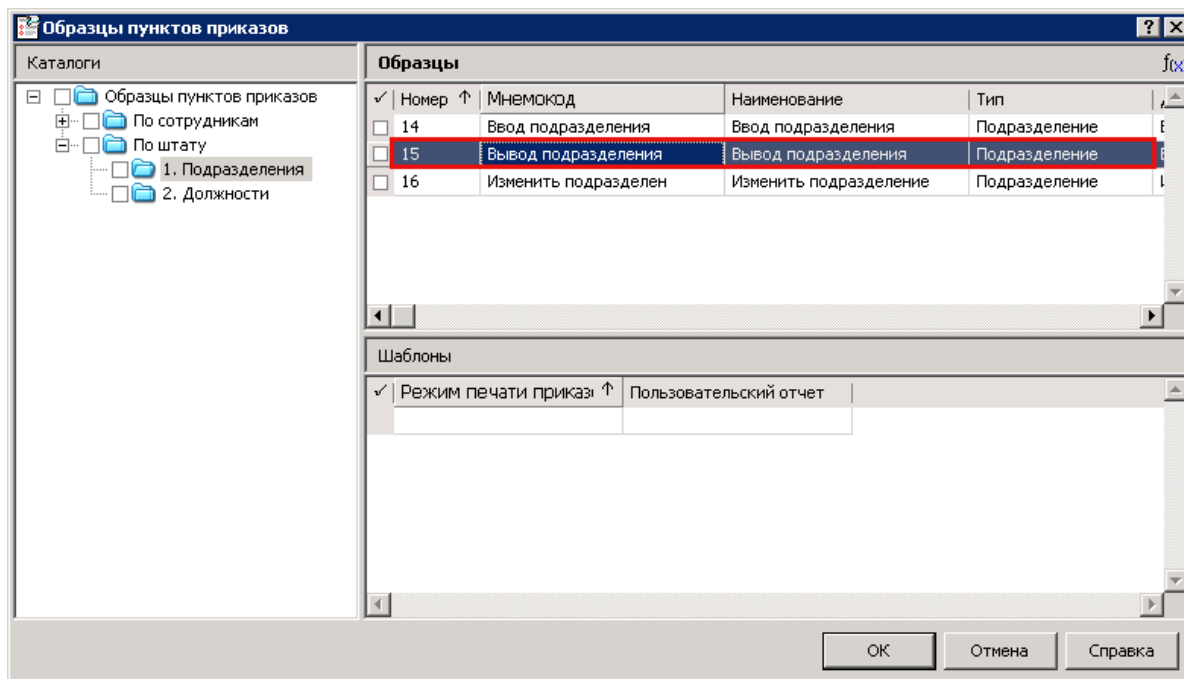 Образцы пунктов приказов
Каталоги
Образцы пунктов приказов
По сотрудникам
По штату
1. Подразделения
2. Должности
Образцы
f(x
Номер Мнемокод Наименование Тип
14 Ввод подразделения Ввод подразделения Подразделение
15 Вывод подразделения Вывод подразделения Подразделение
16 Изменить подразделен Изменить подразделение Подразделение
Шаблоны
Режим печати приказ Пользовательский отчет
ОК Отмена Справка